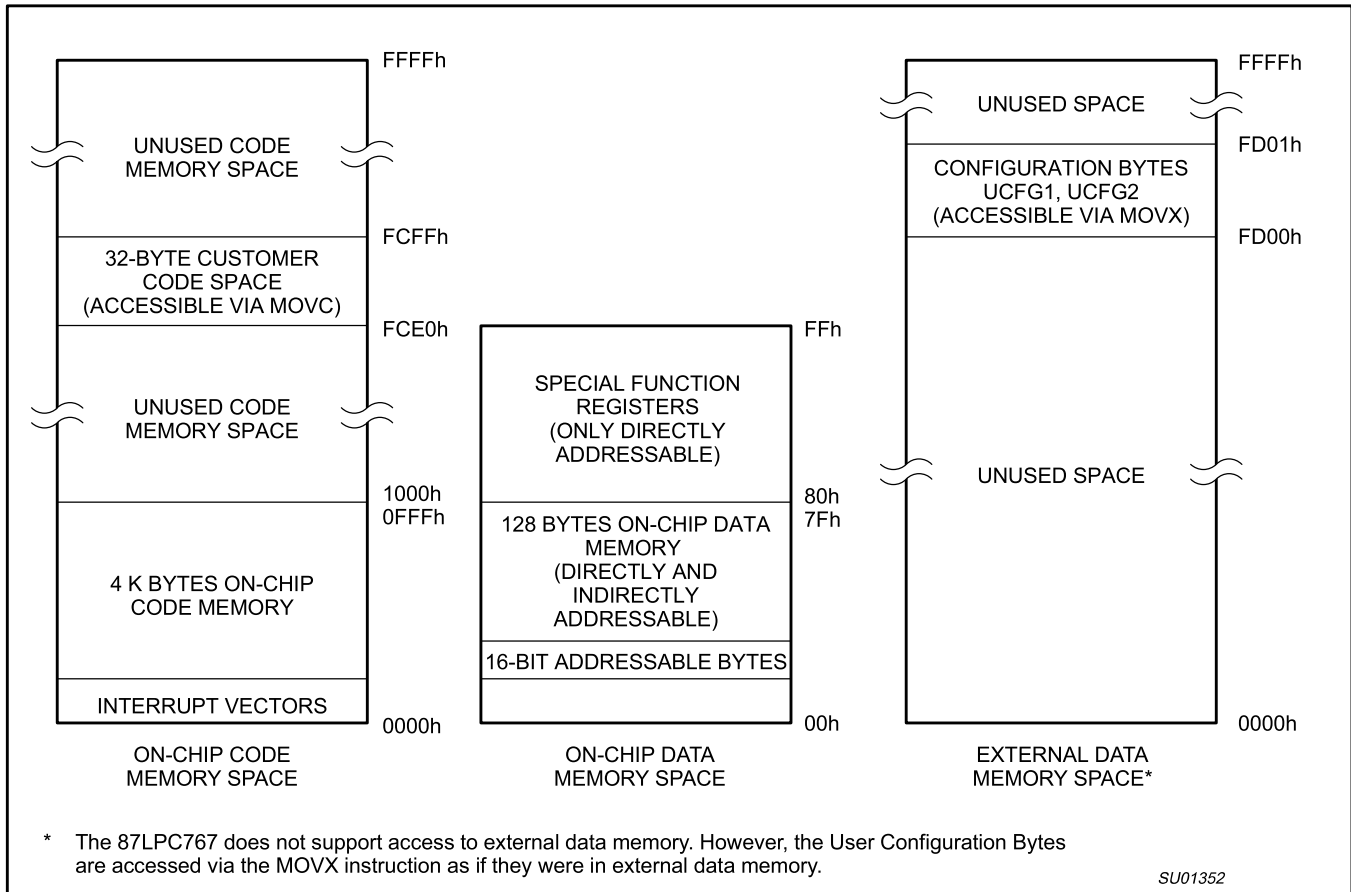 FFFFh
UNUSED CODE
MEMORY SPACE
FCFFh
32-BYTE CUSTOMER
CODE SPACE
(ACCESSIBLE VIA MOVC)
FCE0h
UNUSED CODE
MEMORY SPACE
1000h
0FFFh
4 K BYTES ON-CHIP
CODE MEMORY
INTERRUPT VECTORS
0000h
ON-CHIP CODE
MEMORY SPACE
FFh
SPECIAL FUNCTION
REGISTERS
(ONLY DIRECTLY
ADDRESSABLE)
80h
7Fh
128 BYTES ON-CHIP DATA
MEMORY
(DIRECTLY AND
INDIRECTLY
ADDRESSABLE)
16-BIT ADDRESSABLE BYTES
00h
ON-CHIP DATA
MEMORY SPACE
FFFFh
UNUSED SPACE
FD01h
CONFIGURATION BYTES
UCFG1, UCFG2
(ACCESSIBLE VIA MOVX)
FD00h
UNUSED SPACE
0000h
EXTERNAL DATA
MEMORY SPACE*
* The 87LPC767 does not support access to external data memory. However, the User Configuration Bytes
are accessed via the MOVX instruction as if they were in external data memory.
SU01352